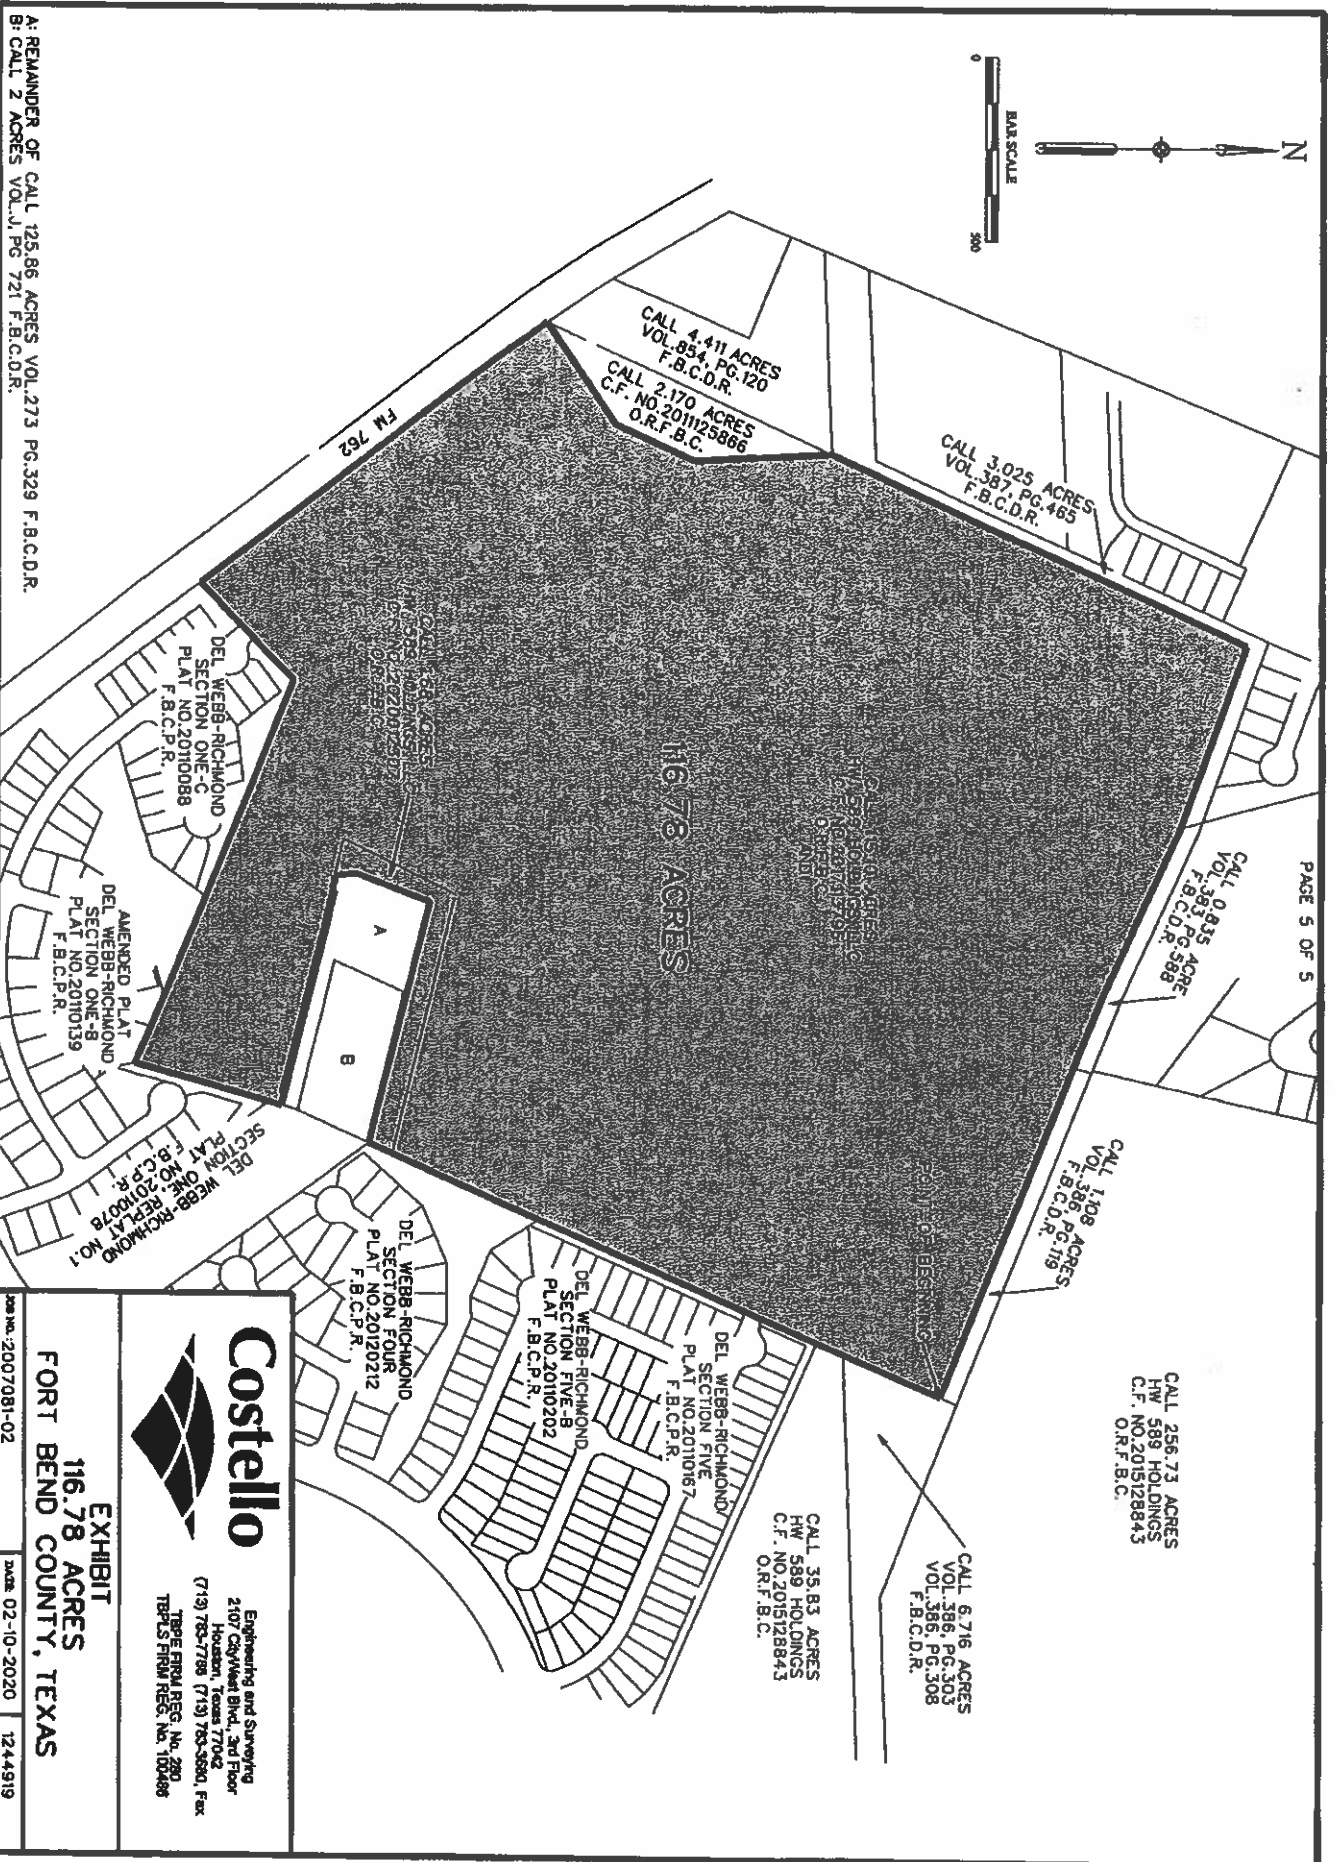 PAGE 5 OF 5
N
BAR SCALE
0
500
CALL 256.73 ACRES
HW 589 HOLDINGS
C.F. NO.2015128843
O.R.F.B.C.
CALL 0.835 ACRE
VOL.383, PG.588
F.B.C.D.R.
CALL 1.108 ACRES
VOL.386 PG.119
F.B.C.D.R.
CALL 3.025 ACRES
VOL.387, PG.465
F.B.C.D.R.
CALL 6.716 ACRES
VOL.386, PG.303
VOL.386, PG.308
F.B.C.D.R.
POINT OF BEGINNING
CALL 35.83 ACRES
HW 589 HOLDINGS
C.F. NO.2015128843
O.R.F.B.C.
CALL 4.411 ACRES
VOL.854, PG.120
F.B.C.D.R.
CALL 2.170 ACRES
C.F. NO.2011125866
O.R.F.B.C.
116.78 ACRES
FM 762
A
B
DEL WEBB-RICHMOND
SECTION FIVE
PLAT NO.20110167
F.B.C.P.R.
DEL WEBB-RICHMOND
SECTION FIVE-B
PLAT NO.20110202
F.B.C.P.R.
DEL WEBB-RICHMOND
SECTION FOUR
PLAT NO.20120212
F.B.C.P.R.
DEL WEBB-RICHMOND
SECTION ONE-C
PLAT NO.20110088
F.B.C.P.R.
AMENDED PLAT
DEL WEBB-RICHMOND
SECTION ONE-B
PLAT NO.20110139
F.B.C.P.R.
DEL WEBB-RICHMOND
SECTION ONE, REPLAT NO.1
PLAT NO.20110078
F.B.C.P.R.
A: REMAINDER OF CALL 125.86 ACRES VOL.273 PG.329 F.B.C.D.R.
B: CALL 2 ACRES VOL.J, PG 721 F.B.C.D.R.
Costello
Engineering and Surveying
2107 CityWest Blvd., 3rd Floor
Houston, Texas 77042
(713) 783-7788 (713) 783-3580, Fax
TBPE FIRM REG. No. 280
TBPLS FIRM REG. No. 100486
EXHIBIT
116.78 ACRES
FORT BEND COUNTY, TEXAS
JOB NO.:2007081-02
DATE: 02-10-2020
1244919